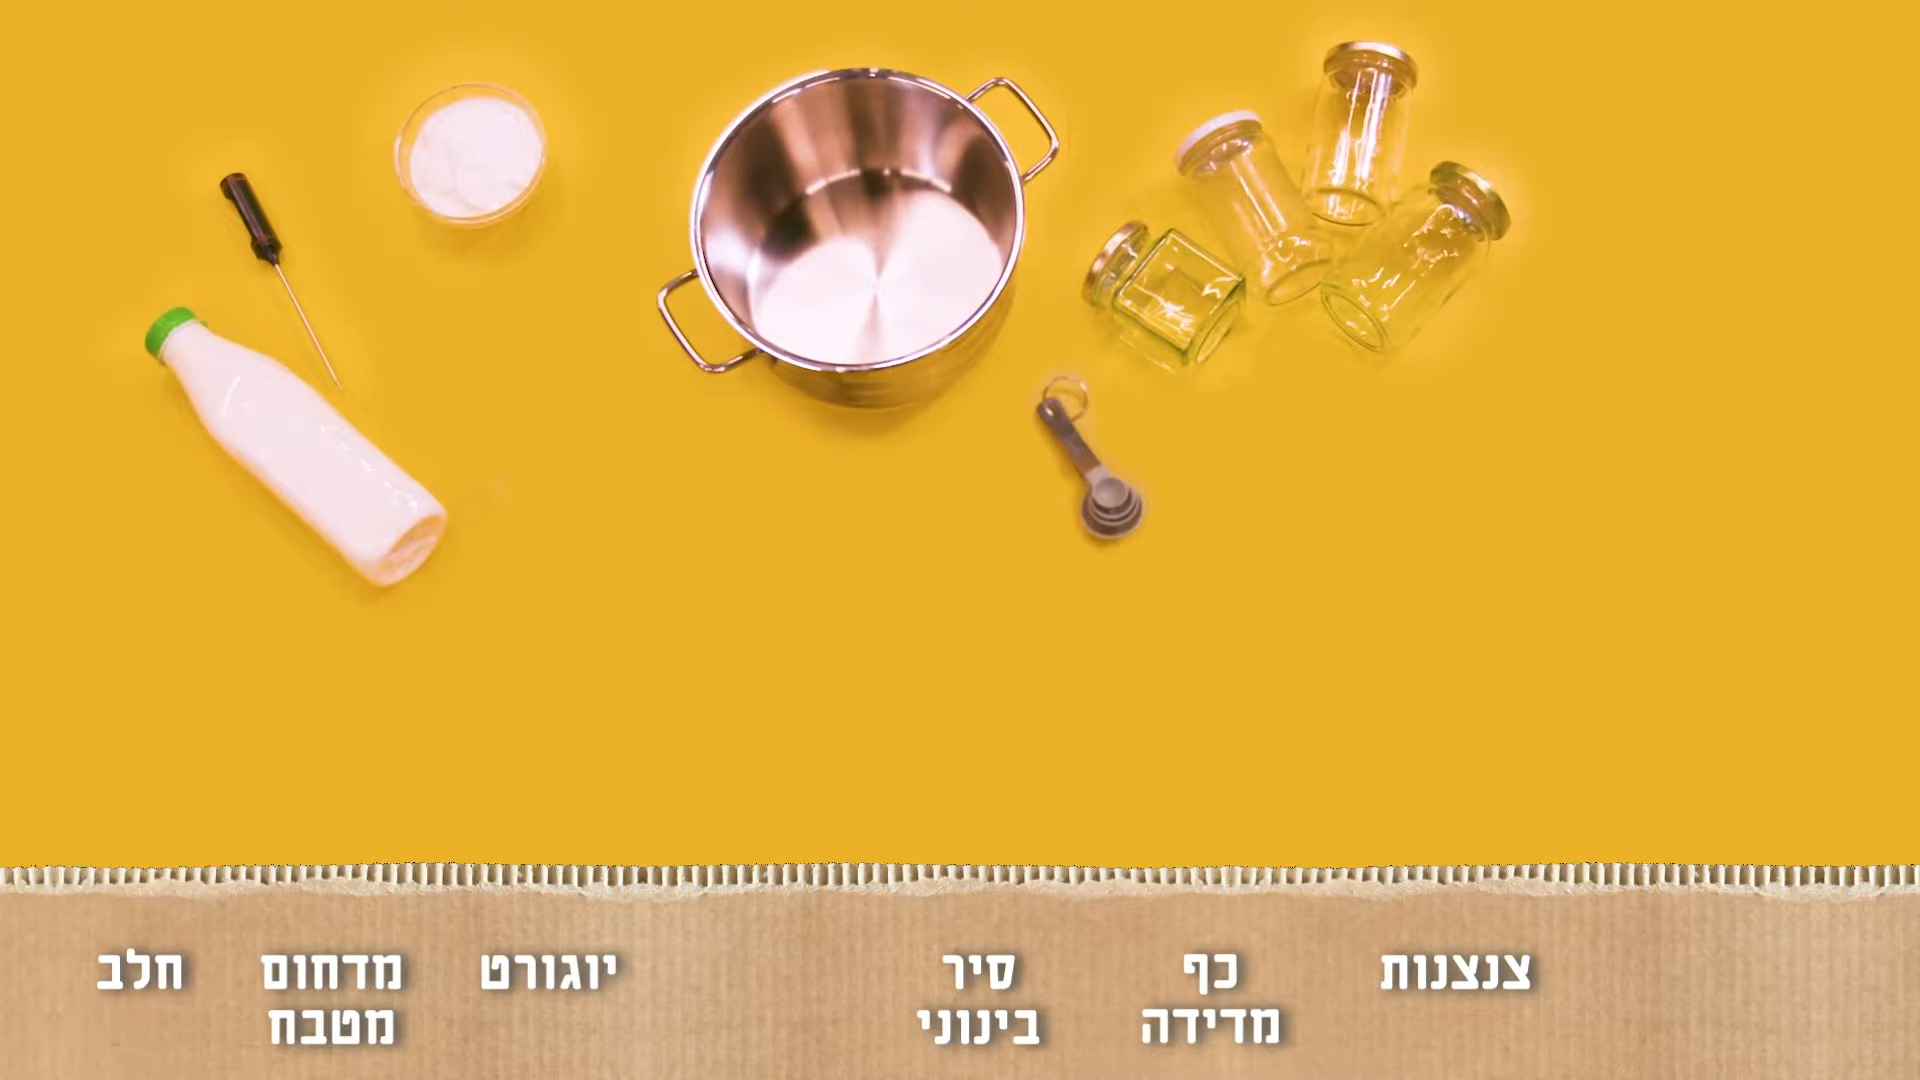 צנצנות
כף
מדידה
סיר
בינוני
יוגורט
מדחום
מטבח
חלב